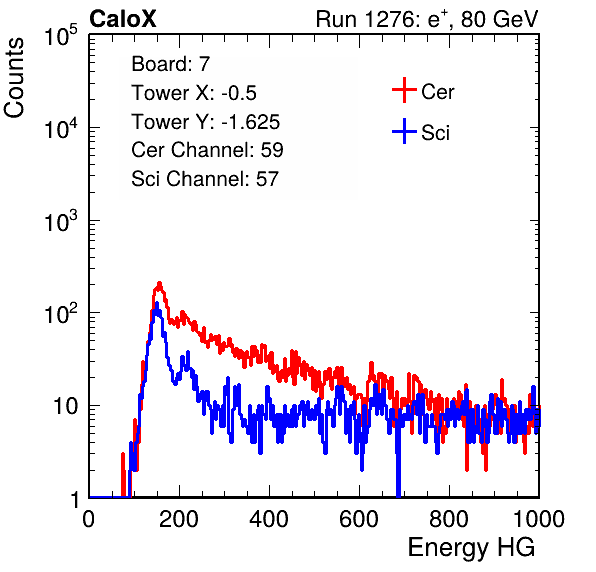 CaloX Run 1276: e⁺, 80 GeV
Counts
Board: 7
Tower X: -0.5
Tower Y: -1.625
Cer Channel: 59
Sci Channel: 57
Cer
Sci
10⁵
10⁴
10³
10²
10
1
0 200 400 600 800 1000
Energy HG